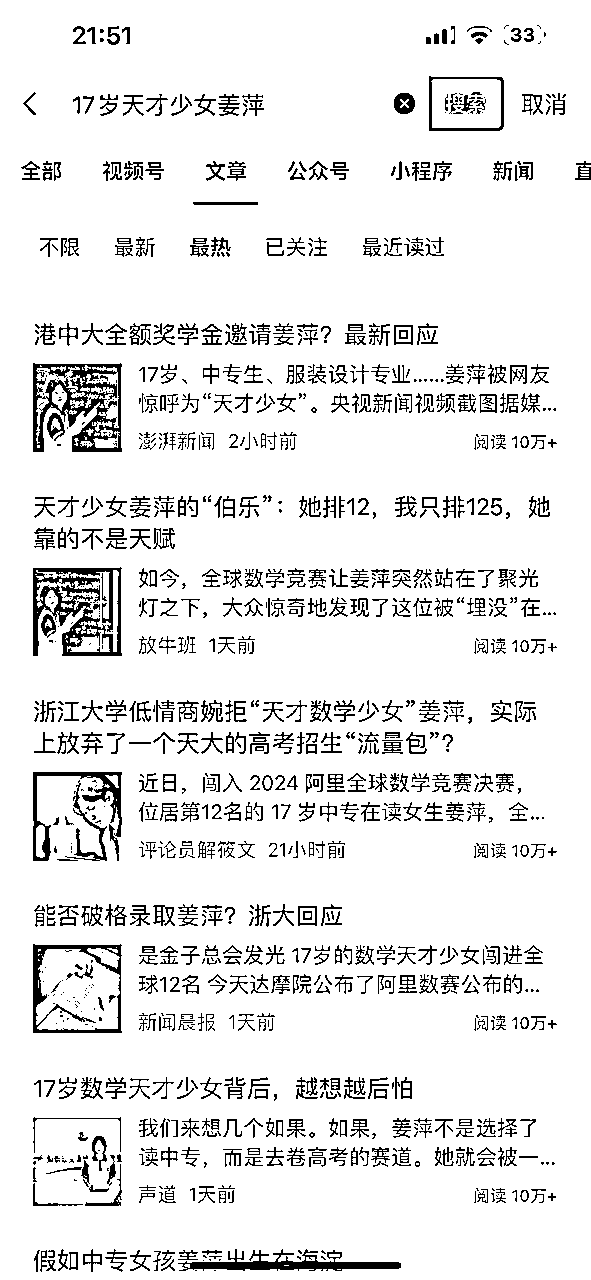 21:51
33
17岁天才少女姜萍
搜索
取消
全部 视频号 文章 公众号 小程序 新闻 直
不限 最新 最热 已关注 最近读过
港中大全额奖学金邀请姜萍？最新回应
17岁、中专生、服装设计专业……姜萍被网友
惊呼为“天才少女”。央视新闻视频截图据媒...
澎湃新闻 2小时前 阅读 10万+
天才少女姜萍的“伯乐”：她排12，我只排125，她
靠的不是天赋
如今，全球数学竞赛让姜萍突然站在了聚光
灯之下，大众惊奇地发现了这位被“埋没”在...
放牛班 1天前 阅读 10万+
浙江大学低情商婉拒“天才数学少女”姜萍，实际
上放弃了一个天大的高考招生“流量包”？
近日，闯入 2024 阿里全球数学竞赛决赛，
位居第12名的 17 岁中专在读女生姜萍，全...
评论员解筱文 21小时前 阅读 10万+
能否破格录取姜萍？浙大回应
是金子总会发光 17岁的数学天才少女闯进全
球12名 今天达摩院公布了阿里数赛公布的...
新闻晨报 1天前 阅读 10万+
17岁数学天才少女背后，越想越后怕
我们来想几个如果。如果，姜萍不是选择了
读中专，而是去卷高考的赛道。她就会被一...
声道 1天前 阅读 10万+
假如中专女孩姜萍出生在海淀